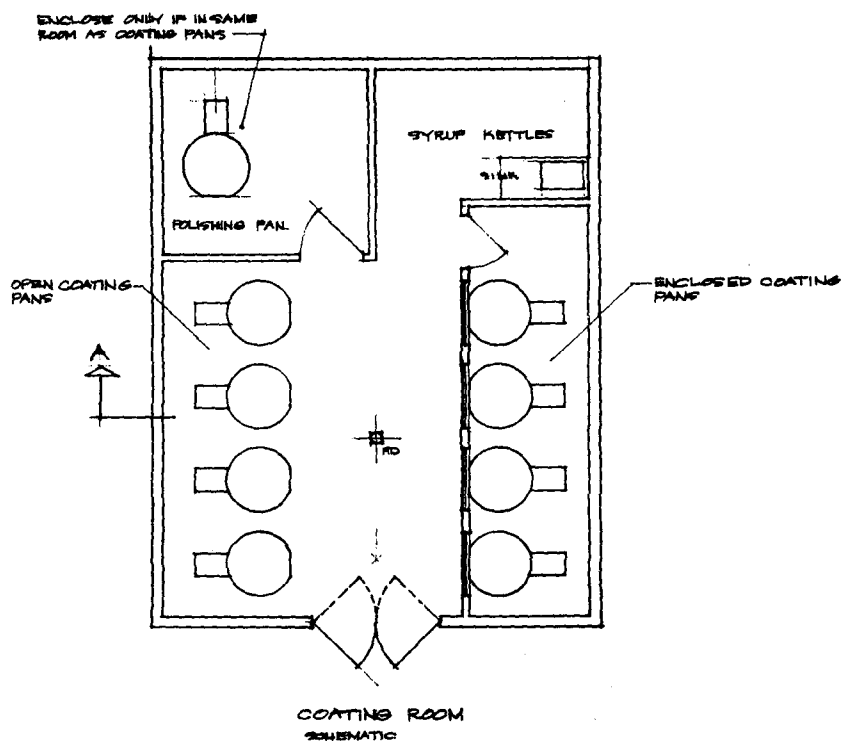 ENCLOSE ONLY IF IN SAME
ROOM AS COATING PANS
SYRUP KETTLES
SINK
POLISHING PAN.
OPEN COATING
PANS
ENCLOSED COATING
PANS
A
FD
COATING ROOM
SCHEMATIC